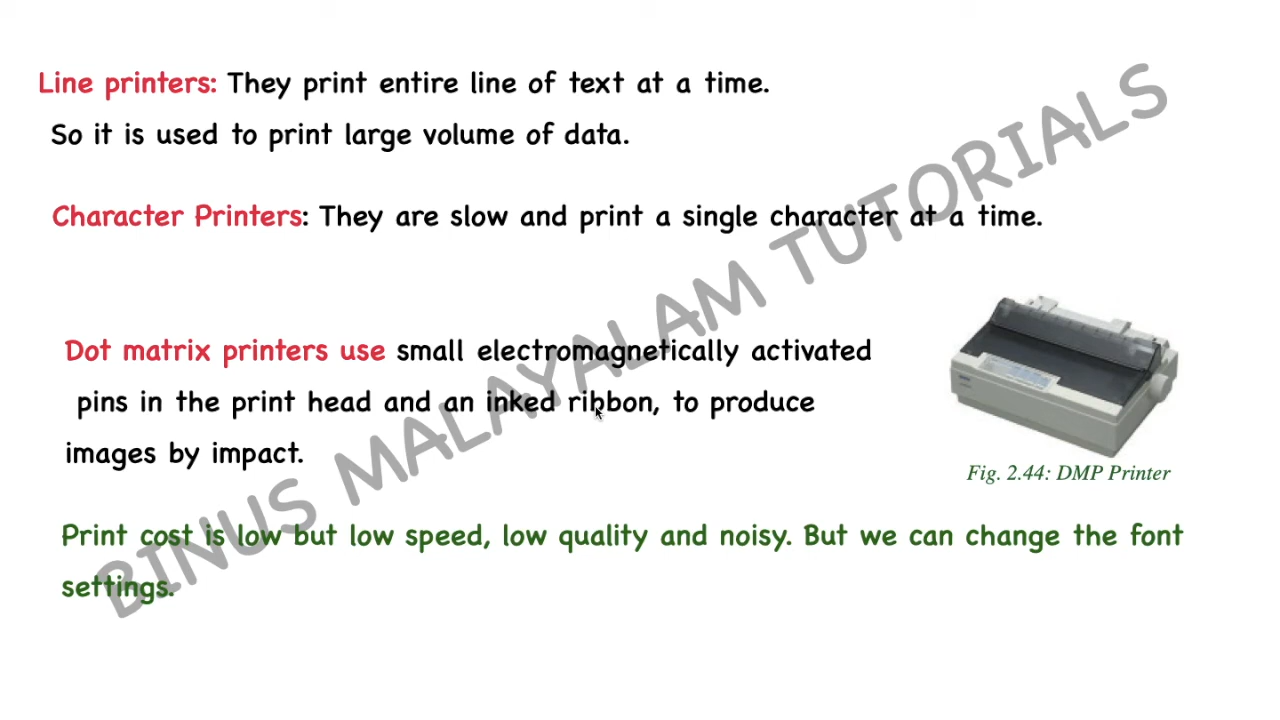 Line printers: They print entire line of text at a time.
So it is used to print large volume of data.
Character Printers: They are slow and print a single character at a time.
Dot matrix printers use small electromagnetically activated
pins in the print head and an inked ribbon, to produce
images by impact.
Fig. 2.44: DMP Printer
Print cost is low but low speed, low quality and noisy. But we can change the font
settings.
BINUS MALAYALAM TUTORIALS